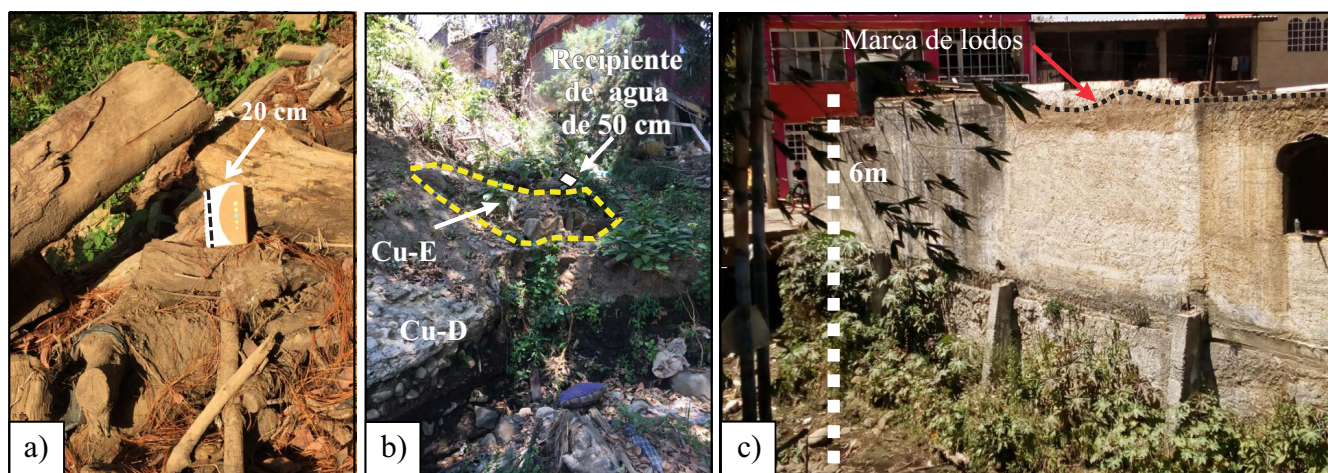 20 cm
a)
Recipiente
de agua
de 50 cm
Cu-E
Cu-D
b)
Marca de lodos
6m
c)